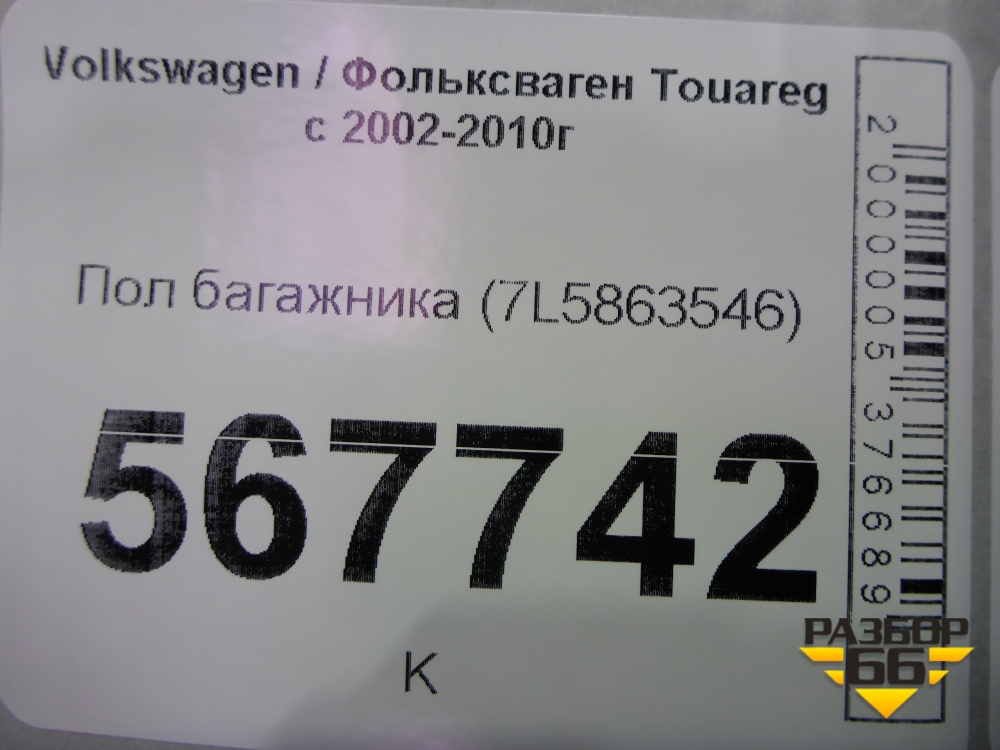 Volkswagen / Фольксваген Touareg
с 2002-2010г
Пол багажника (7L5863546)
567742
К
2000005376689
РАЗБОР
66